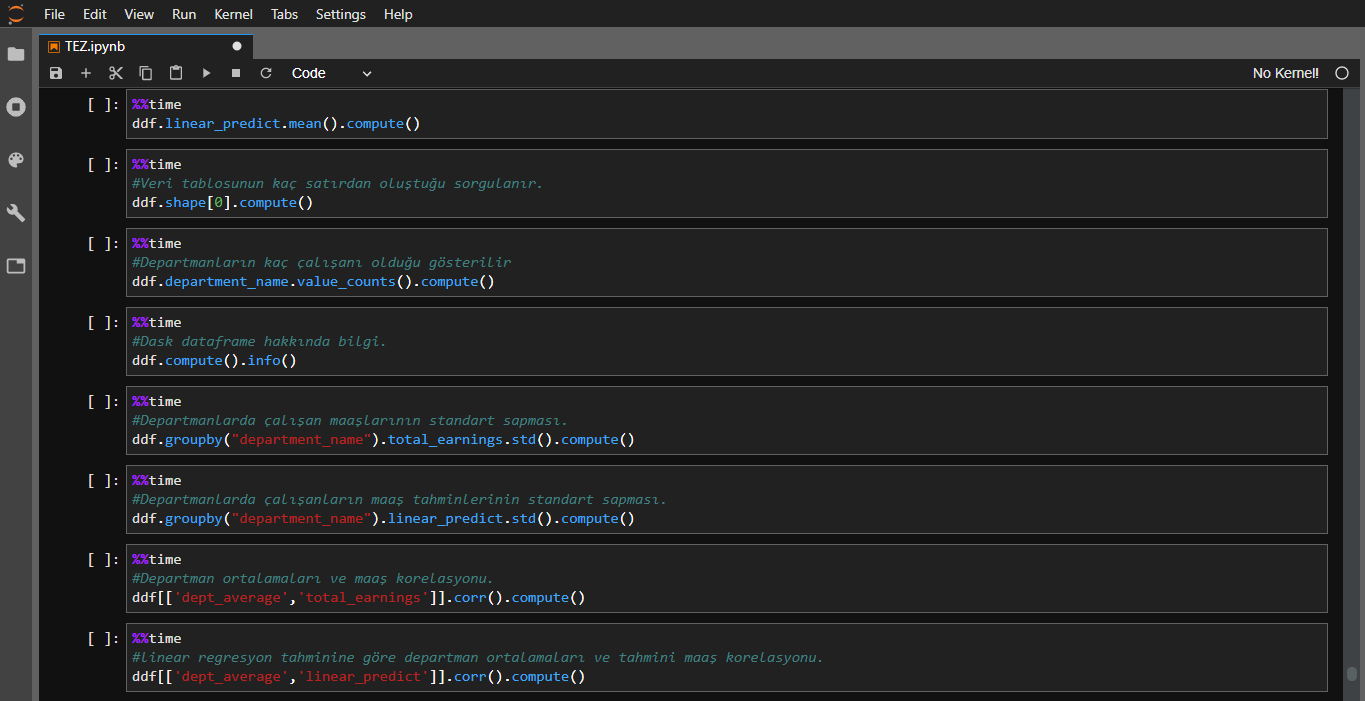 File Edit View Run Kernel Tabs Settings Help
TEZ.ipynb
Code
No Kernel!
[ ]: %%time
ddf.linear_predict.mean().compute()
[ ]: %%time
#Veri tablosunun kaç satırdan oluştuğu sorgulanır.
ddf.shape[0].compute()
[ ]: %%time
#Departmanların kaç çalışanı olduğu gösterilir
ddf.department_name.value_counts().compute()
[ ]: %%time
#Dask dataframe hakkında bilgi.
ddf.compute().info()
[ ]: %%time
#Departmanlarda çalışan maaşlarının standart sapması.
ddf.groupby("department_name").total_earnings.std().compute()
[ ]: %%time
#Departmanlarda çalışanların maaş tahminlerinin standart sapması.
ddf.groupby("department_name").linear_predict.std().compute()
[ ]: %%time
#Departman ortalamaları ve maaş korelasyonu.
ddf[['dept_average','total_earnings']].corr().compute()
[ ]: %%time
#linear regresyon tahminine göre departman ortalamaları ve tahmini maaş korelasyonu.
ddf[['dept_average','linear_predict']].corr().compute()